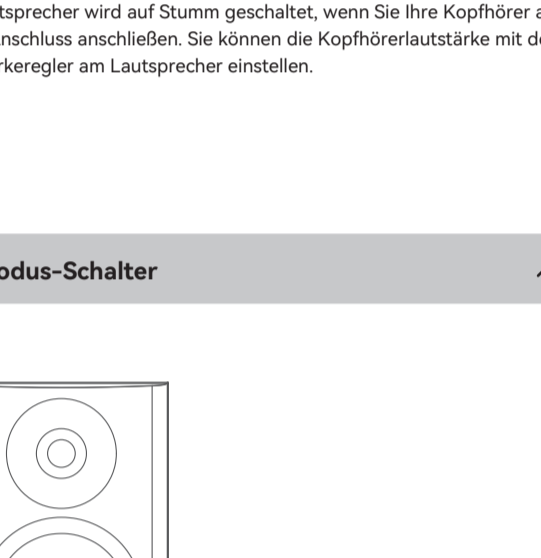 tsprecher wird auf Stumm geschaltet, wenn Sie Ihre Kopfhörer a
nschluss anschließen. Sie können die Kopfhörerlautstärke mit d
rkeregler am Lautsprecher einstellen.
odus-Schalter